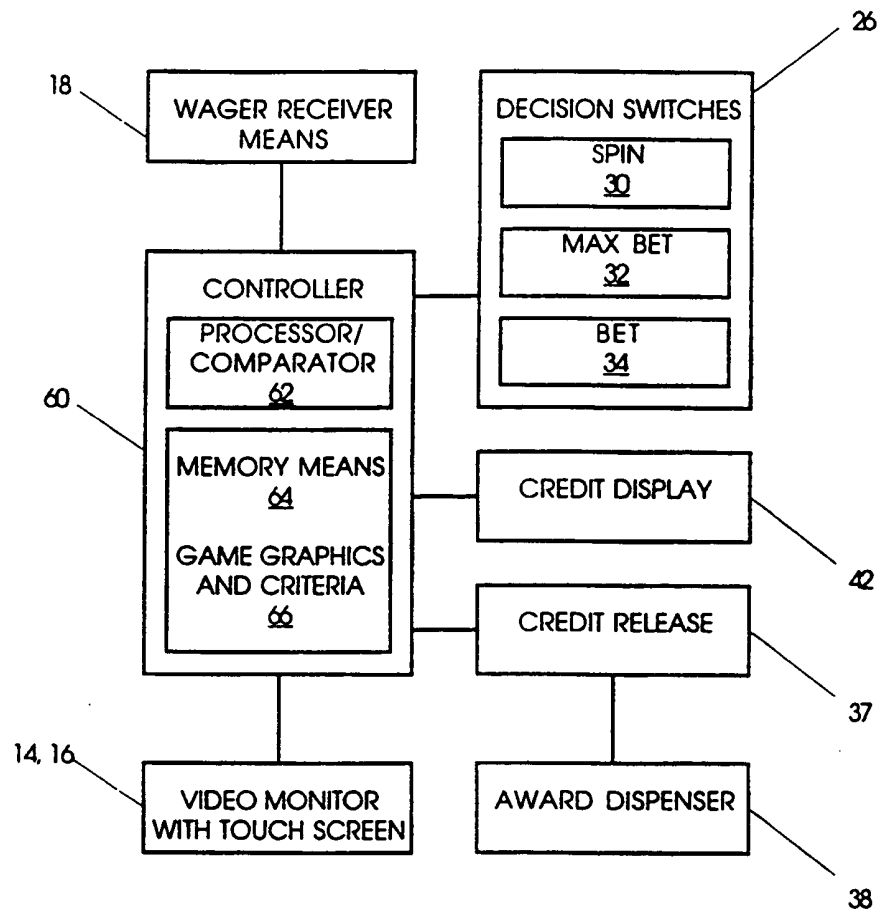 26
18
WAGER RECEIVER
MEANS
DECISION SWITCHES
SPIN
30
MAX BET
32
BET
34
CONTROLLER
PROCESSOR/
COMPARATOR
62
60
MEMORY MEANS
64
GAME GRAPHICS
AND CRITERIA
66
CREDIT DISPLAY
42
CREDIT RELEASE
37
14, 16
VIDEO MONITOR
WITH TOUCH SCREEN
AWARD DISPENSER
38